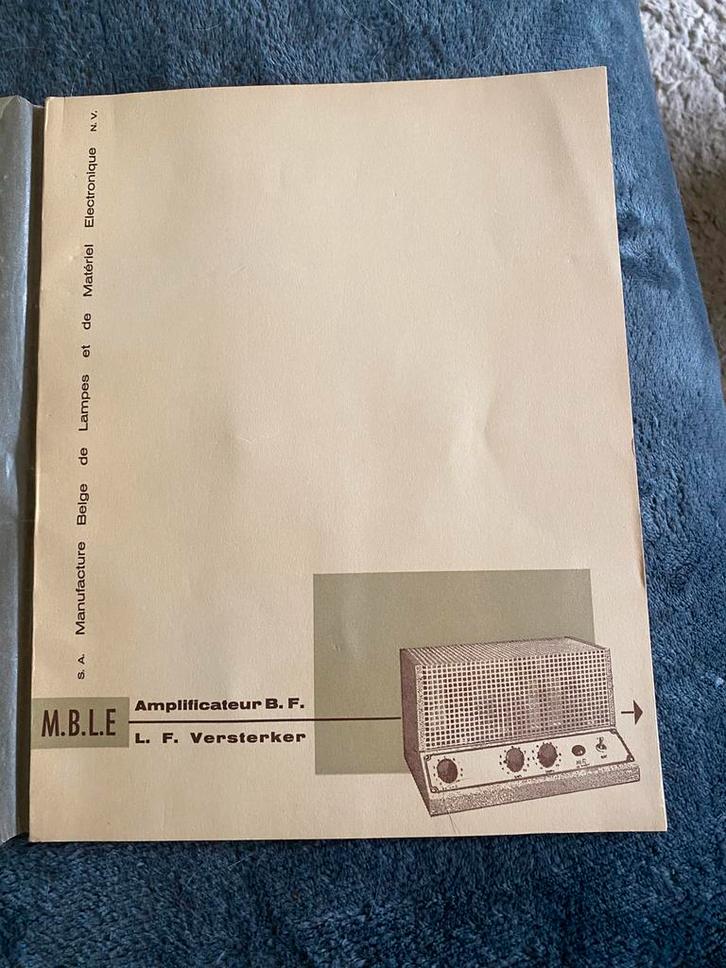 S. A. Manufacture Belge de Lampes et de Matériel Electronique N. V.
M.B.L.E
Amplificateur B. F.
L. F. Versterker